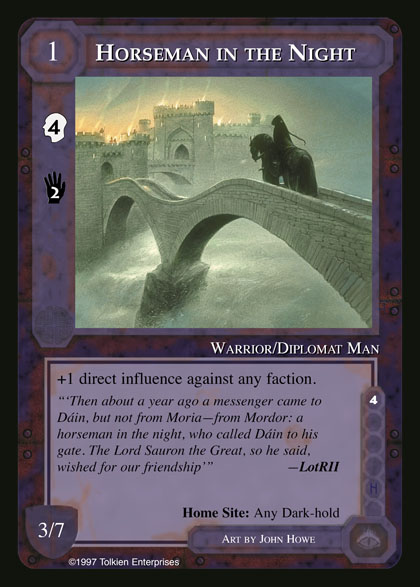 1
HORSEMAN IN THE NIGHT
4
2
WARRIOR/DIPLOMAT MAN
+1 direct influence against any faction.
“‘Then about a year ago a messenger came to
Dáin, but not from Moria—from Mordor: a
horseman in the night, who called Dáin to his
gate. The Lord Sauron the Great, so he said,
wished for our friendship’” –LotRII
4
H
Home Site: Any Dark-hold
3/7
ART BY JOHN HOWE
©1997 Tolkien Enterprises